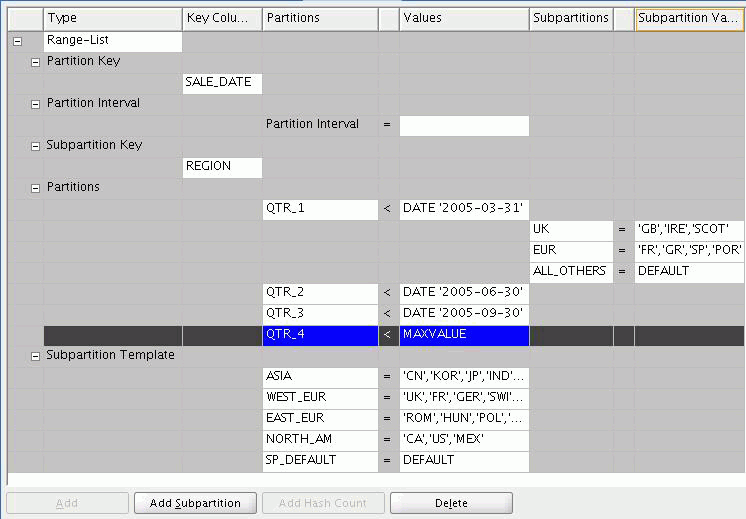 Type Key Colu... Partitions < Values Subpartitions Subpartition Va...
Range-List
Partition Key
SALE_DATE
Partition Interval
Partition Interval =
Subpartition Key
REGION
Partitions
QTR_1 < DATE '2005-03-31'
UK = 'GB','IRE','SCOT'
EUR = 'FR','GR','SP','POR'
ALL_OTHERS = DEFAULT
QTR_2 < DATE '2005-06-30'
QTR_3 < DATE '2005-09-30'
QTR_4 < MAXVALUE
Subpartition Template
ASIA = 'CN','KOR','JP','IND'...
WEST_EUR = 'UK','FR','GER','SWI'...
EAST_EUR = 'ROM','HUN','POL',...
NORTH_AM = 'CA','US','MEX'
SP_DEFAULT = DEFAULT
Add Add Subpartition Add Hash Count Delete